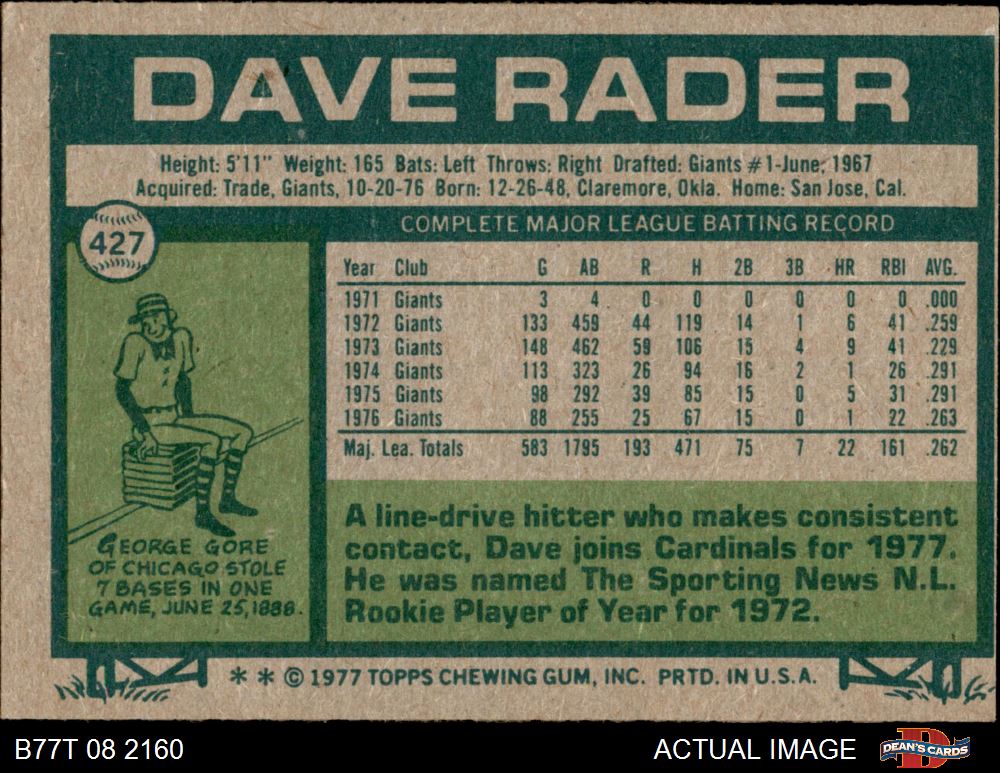 DAVE RADER
Height: 5'11" Weight: 165 Bats: Left Throws: Right Drafted: Giants #1-June, 1967
Acquired: Trade, Giants, 10-20-76 Born: 12-26-48, Claremore, Okla. Home: San Jose, Cal.
427
COMPLETE MAJOR LEAGUE BATTING RECORD
Year Club G AB R H 2B 3B HR RBI AVG.
1971 Giants 3 4 0 0 0 0 0 0 .000
1972 Giants 133 459 44 119 14 1 6 41 .259
1973 Giants 148 462 59 106 15 4 9 41 .229
1974 Giants 113 323 26 94 16 2 1 26 .291
1975 Giants 98 292 39 85 15 0 5 31 .291
1976 Giants 88 255 25 67 15 0 1 22 .263
Maj. Lea. Totals 583 1795 193 471 75 7 22 161 .262
GEORGE GORE
OF CHICAGO STOLE
7 BASES IN ONE
GAME, JUNE 25, 1888.
A line-drive hitter who makes consistent
contact, Dave joins Cardinals for 1977.
He was named The Sporting News N.L.
Rookie Player of Year for 1972.
** © 1977 TOPPS CHEWING GUM, INC. PRTD. IN U.S.A.
B77T 08 2160
ACTUAL IMAGE
DEAN'S CARDS